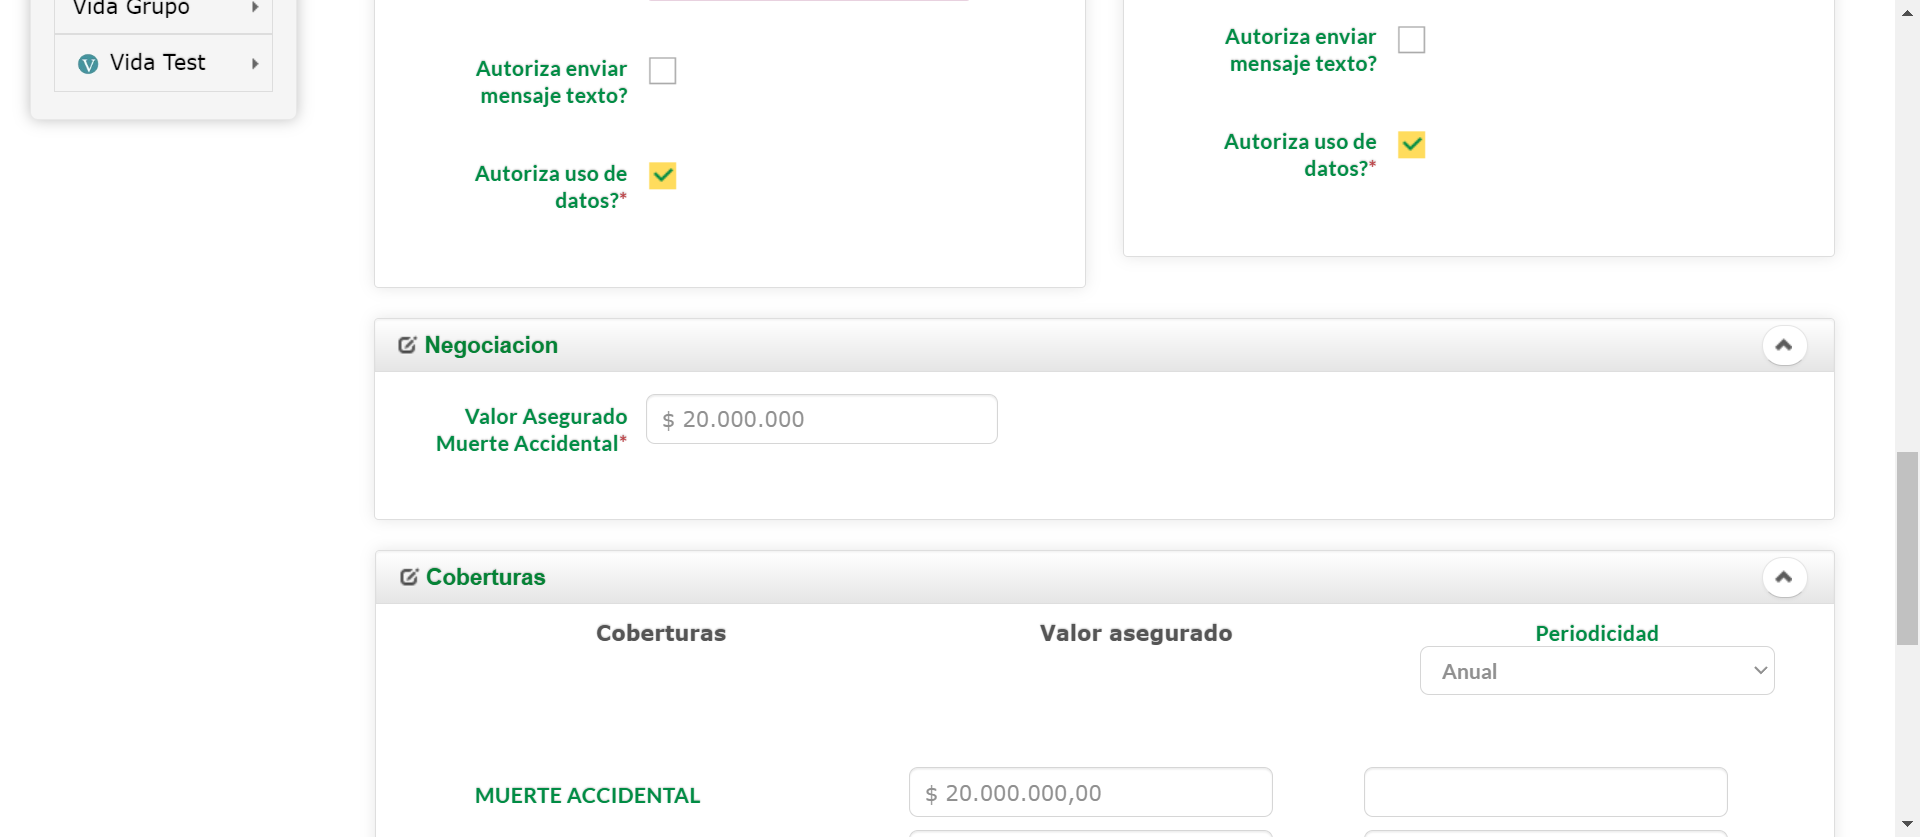 Vida Grupo
V Vida Test
Autoriza enviar
mensaje texto?
Autoriza uso de
datos?*
Autoriza enviar
mensaje texto?
Autoriza uso de
datos?*
Negociacion
Valor Asegurado
Muerte Accidental*
$ 20.000.000
Coberturas
Coberturas Valor asegurado Periodicidad
Anual
MUERTE ACCIDENTAL $ 20.000.000,00